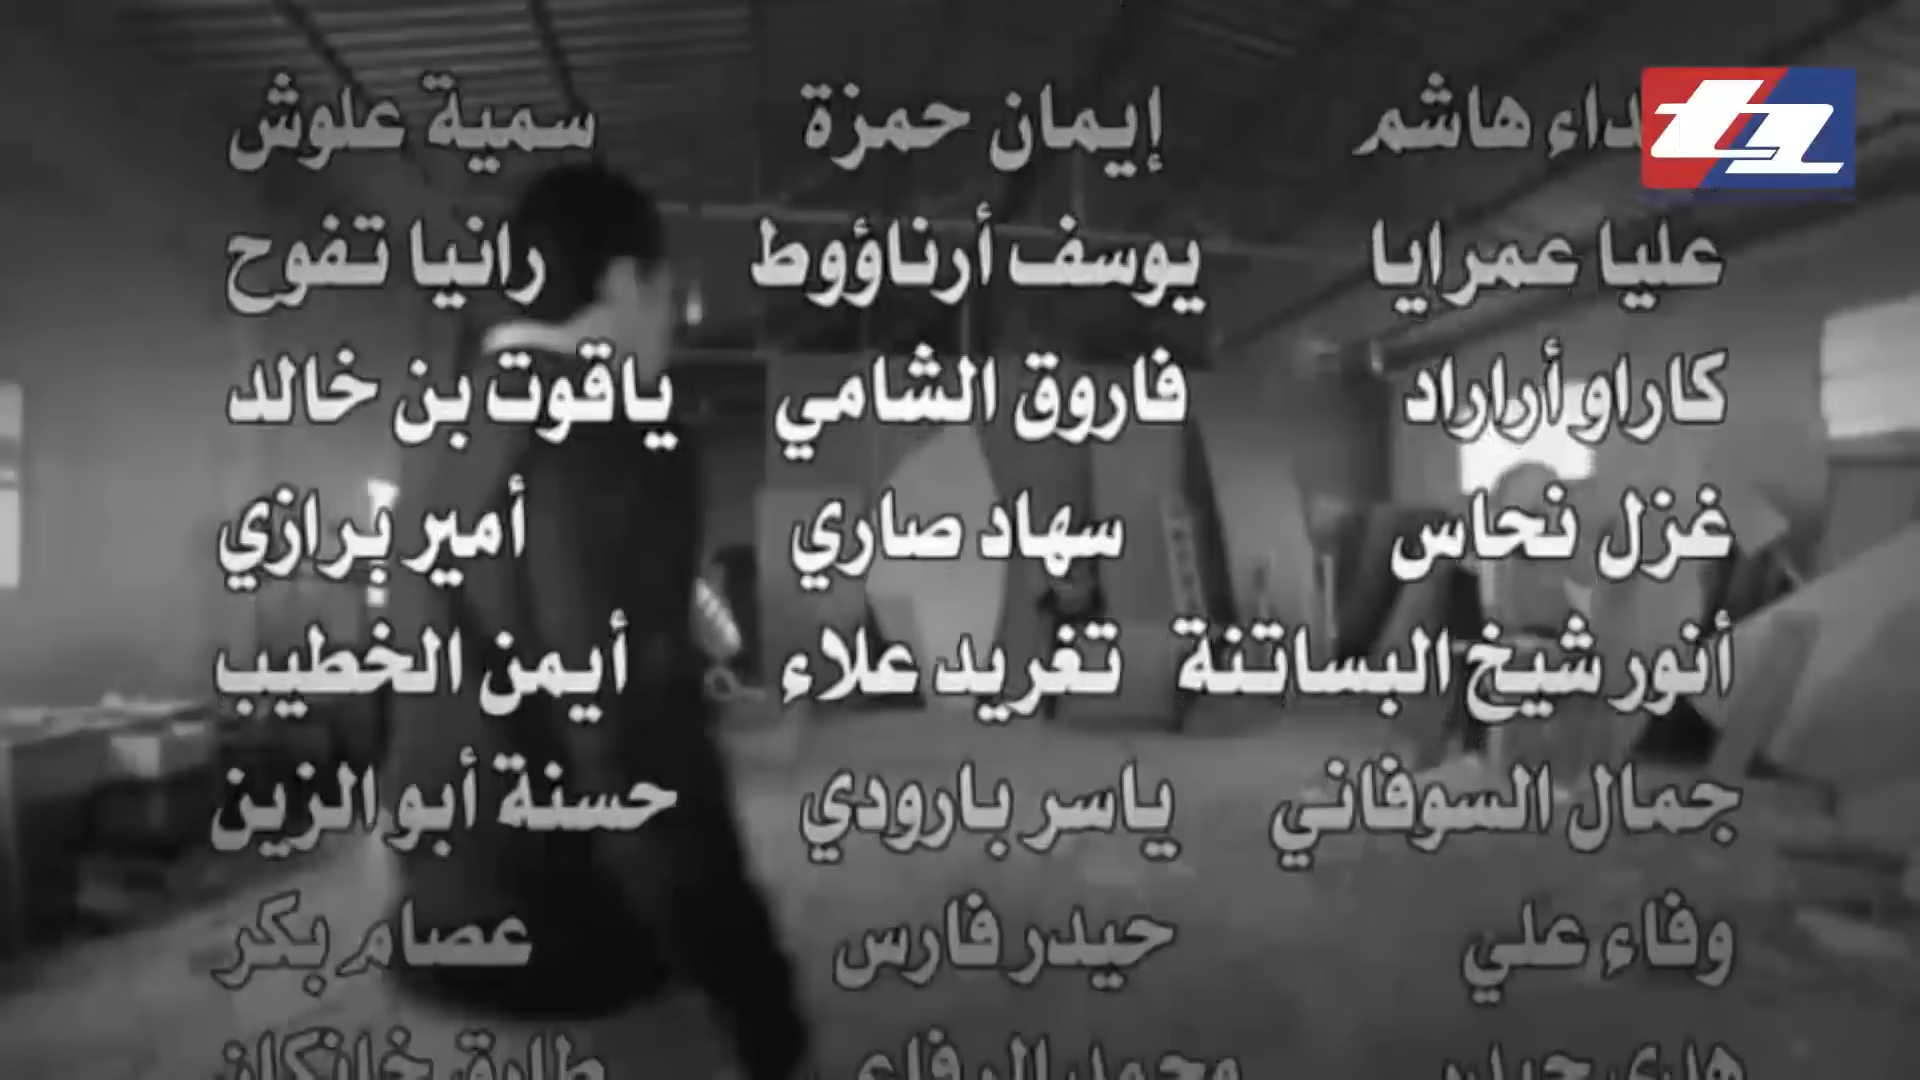 هاشم إيمان حمزة سمية علوش
عليا عمرايا يوسف أرناؤوط رانيا تفوح
كاراو أراراد فاروق الشامي ياقوت بن خالد
غزل نحاس سهاد صاري أمير برازي
أنور شيخ البساتنة تغريد علاء أيمن الخطيب
جمال السوفاني ياسر بارودي حسنة أبو الزين
وفاء علي حيدر فارس عصام بكر